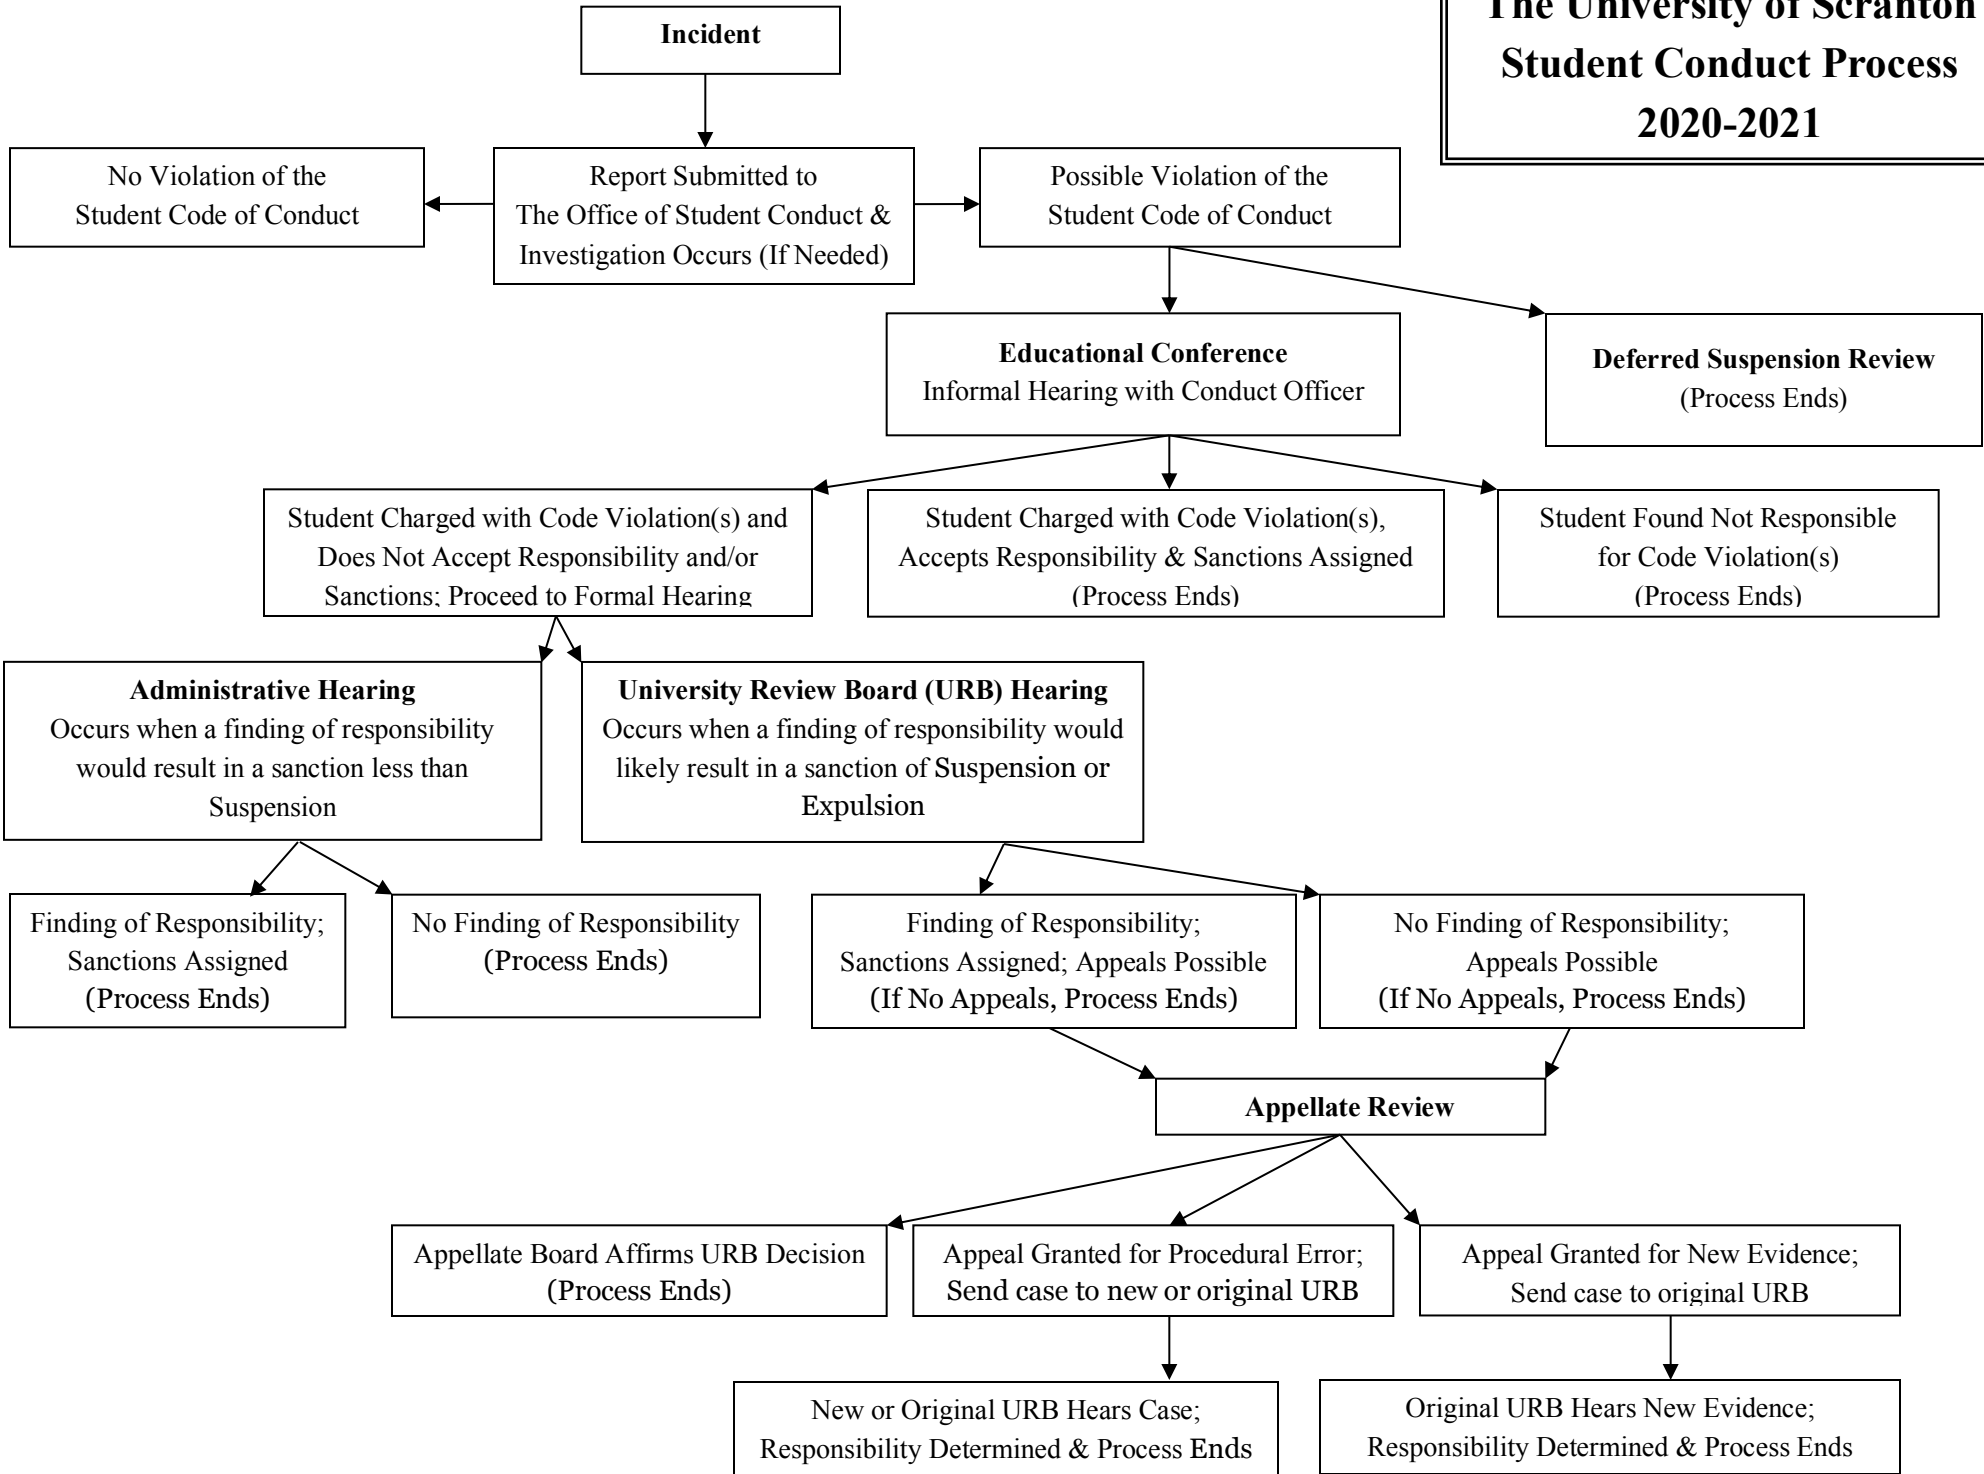 The University of Scranton
Student Conduct Process
2020-2021
Incident
No Violation of the
Student Code of Conduct
Report Submitted to
The Office of Student Conduct &
Investigation Occurs (If Needed)
Possible Violation of the
Student Code of Conduct
Educational Conference
Informal Hearing with Conduct Officer
Deferred Suspension Review
(Process Ends)
Student Charged with Code Violation(s) and
Does Not Accept Responsibility and/or
Sanctions; Proceed to Formal Hearing
Student Charged with Code Violation(s),
Accepts Responsibility & Sanctions Assigned
(Process Ends)
Student Found Not Responsible
for Code Violation(s)
(Process Ends)
Administrative Hearing
Occurs when a finding of responsibility
would result in a sanction less than
Suspension
University Review Board (URB) Hearing
Occurs when a finding of responsibility would
likely result in a sanction of Suspension or
Expulsion
Finding of Responsibility;
Sanctions Assigned
(Process Ends)
No Finding of Responsibility
(Process Ends)
Finding of Responsibility;
Sanctions Assigned; Appeals Possible
(If No Appeals, Process Ends)
No Finding of Responsibility;
Appeals Possible
(If No Appeals, Process Ends)
Appellate Review
Appellate Board Affirms URB Decision
(Process Ends)
Appeal Granted for Procedural Error;
Send case to new or original URB
Appeal Granted for New Evidence;
Send case to original URB
New or Original URB Hears Case;
Responsibility Determined & Process Ends
Original URB Hears New Evidence;
Responsibility Determined & Process Ends